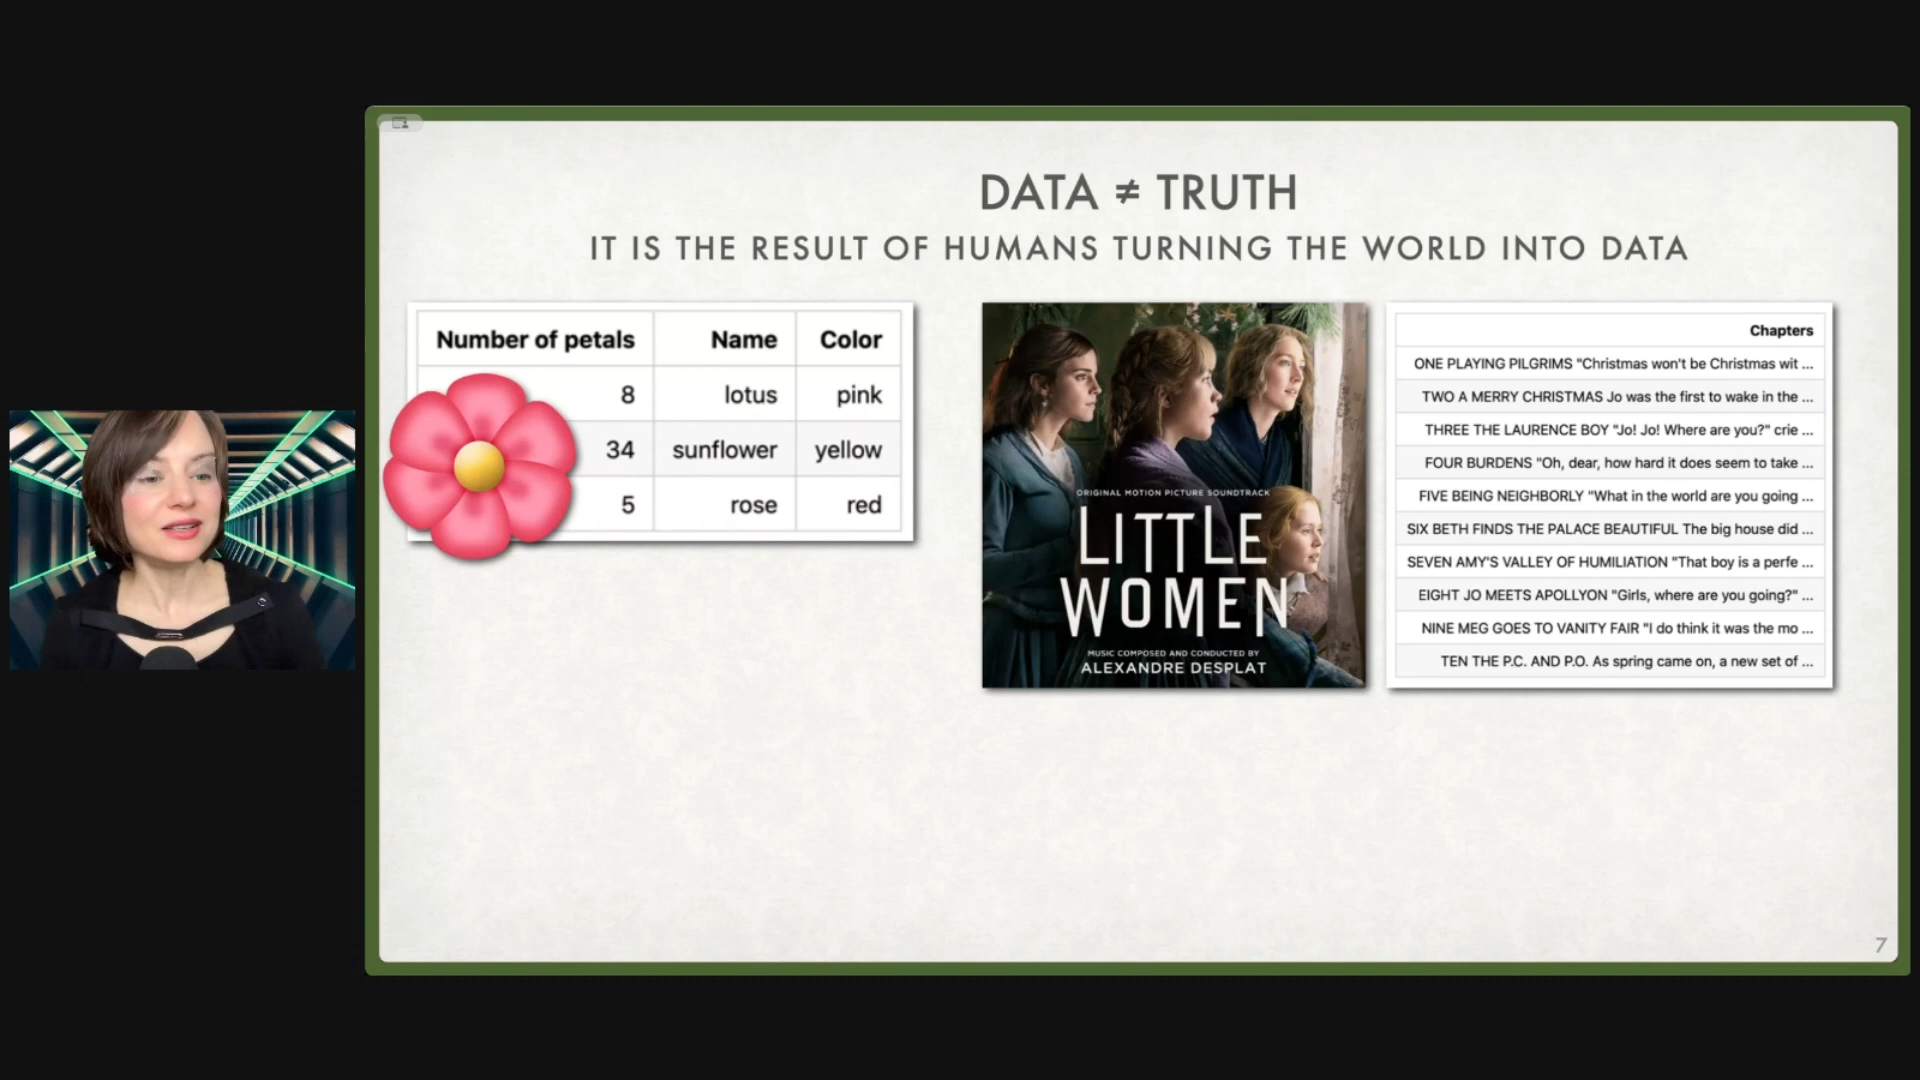 DATA ≠ TRUTH
IT IS THE RESULT OF HUMANS TURNING THE WORLD INTO DATA
Number of petals Name Color
8 lotus pink
34 sunflower yellow
5 rose red
ORIGINAL MOTION PICTURE SOUNDTRACK
LITTLE
WOMEN
MUSIC COMPOSED AND CONDUCTED BY
ALEXANDRE DESPLAT
Chapters
ONE PLAYING PILGRIMS "Christmas won't be Christmas wit ...
TWO A MERRY CHRISTMAS Jo was the first to wake in the ...
THREE THE LAURENCE BOY "Jo! Jo! Where are you?" crie ...
FOUR BURDENS "Oh, dear, how hard it does seem to take ...
FIVE BEING NEIGHBORLY "What in the world are you going ...
SIX BETH FINDS THE PALACE BEAUTIFUL The big house did ...
SEVEN AMY'S VALLEY OF HUMILIATION "That boy is a perfe ...
EIGHT JO MEETS APOLLYON "Girls, where are you going?" ...
NINE MEG GOES TO VANITY FAIR "I do think it was the mo ...
TEN THE P.C. AND P.O. As spring came on, a new set of ...
7